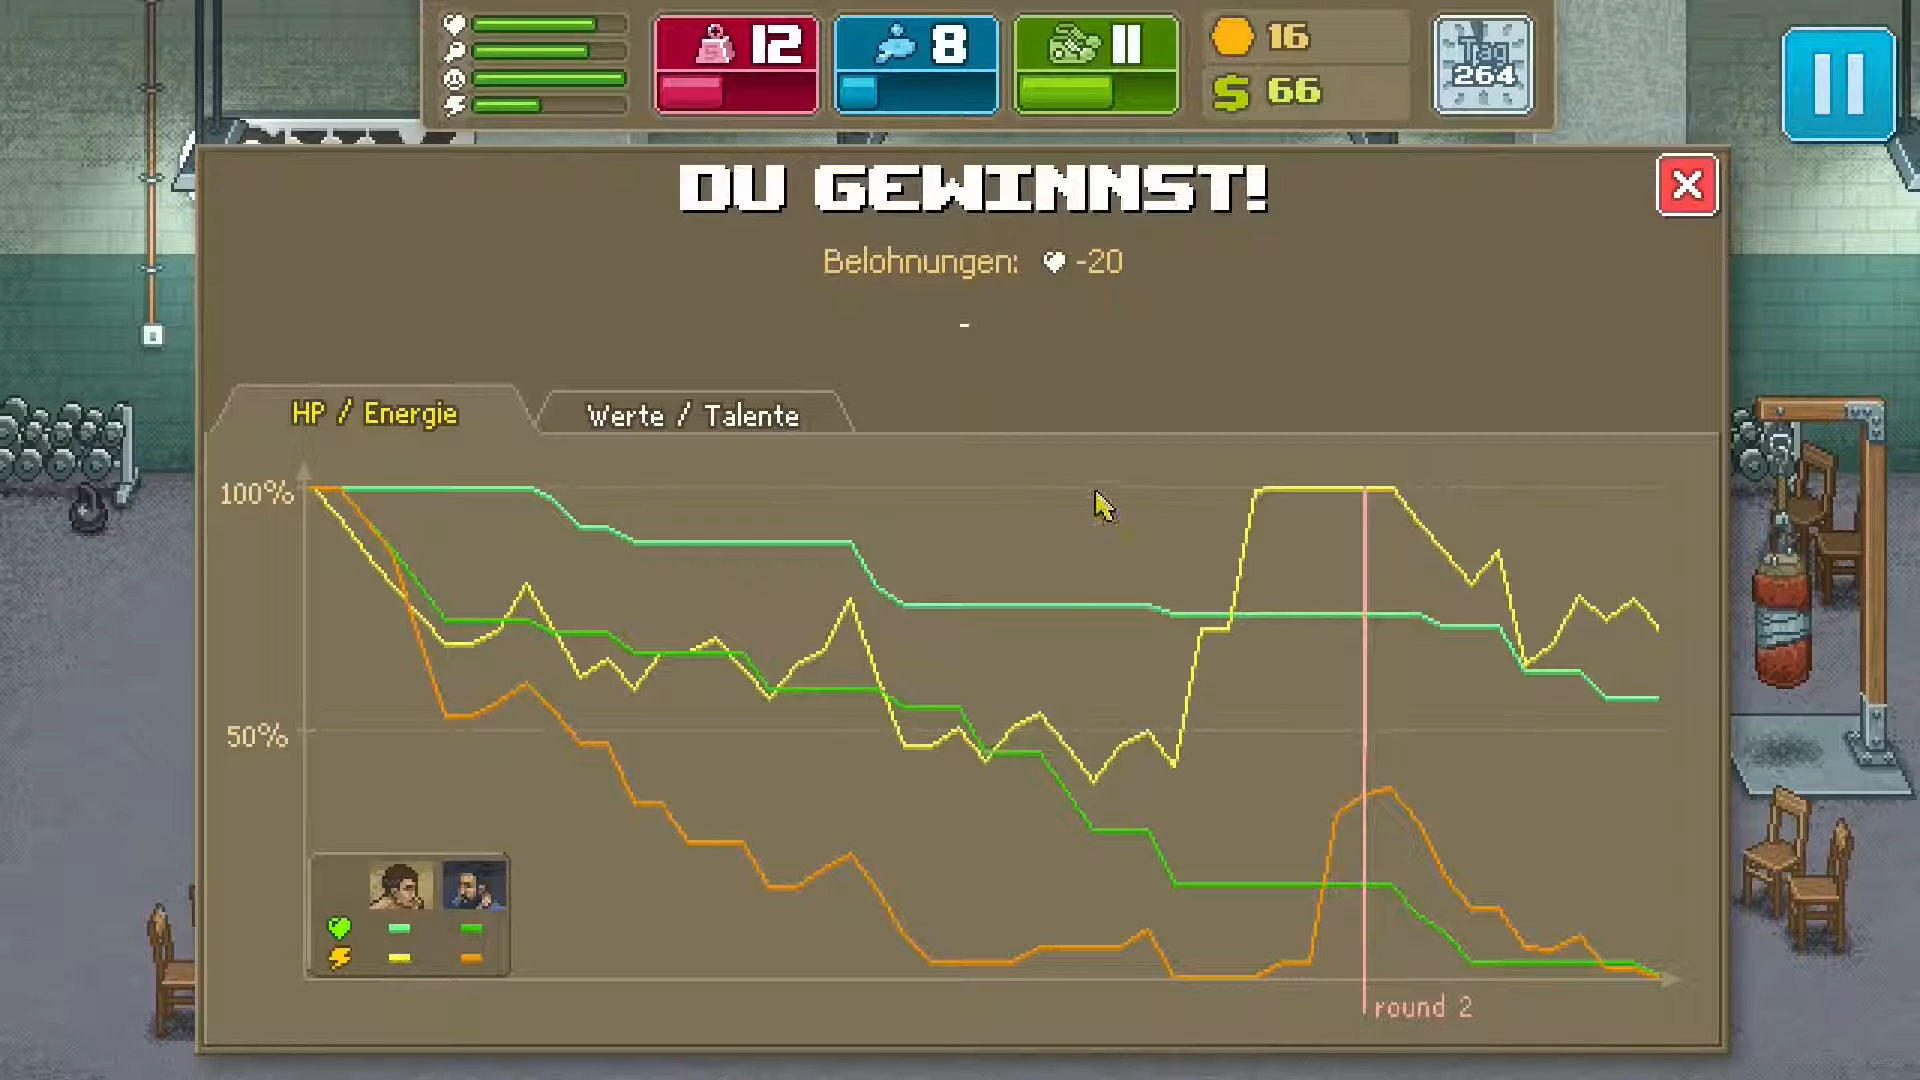 12
8
11
16
$ 66
Tag
264
DU GEWINNST!
Belohnungen: -20
-
HP / Energie
Werte / Talente
100%
50%
round 2